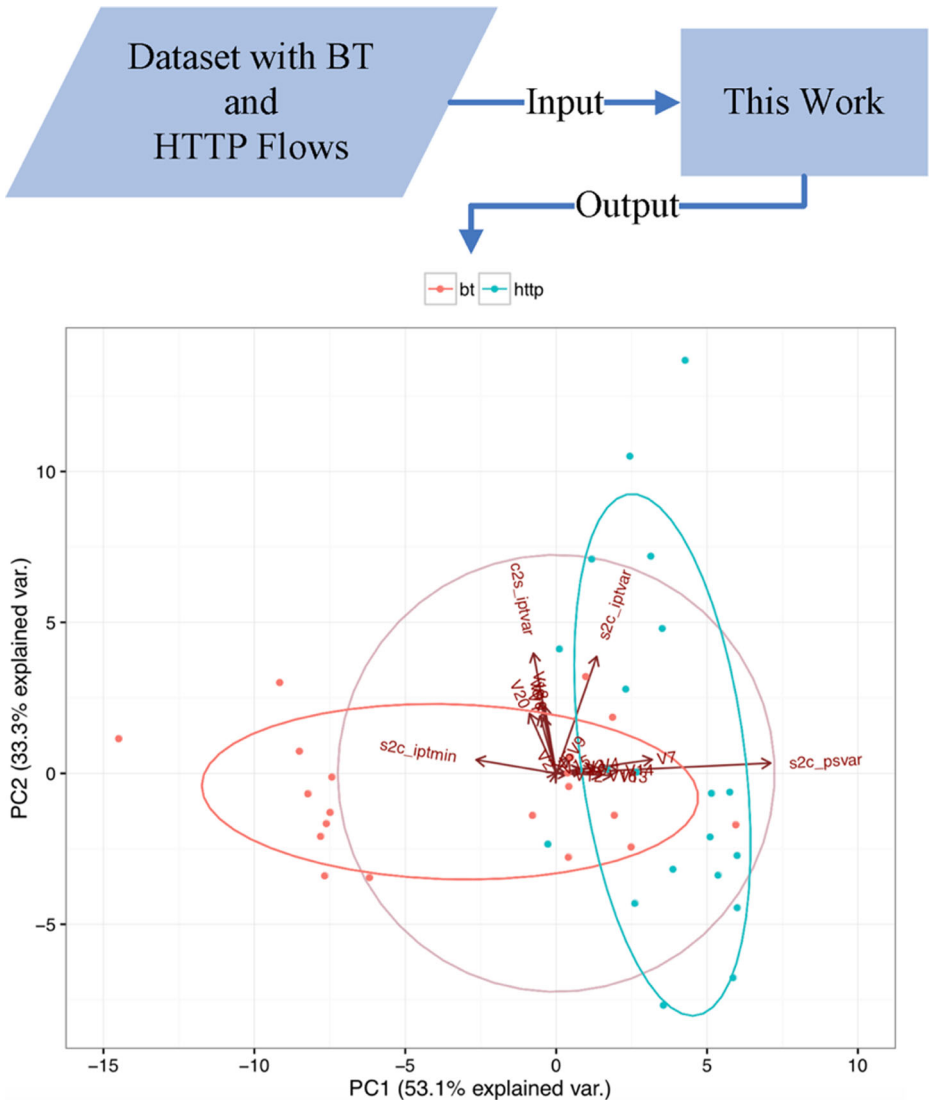 Dataset with BT
and
HTTP Flows
Input
This Work
Output
bt
http
PC2 (33.3% explained var.)
10
5
0
−5
c2s_iptvar
s2c_iptvar
V20
V9
s2c_iptmin
V7
s2c_psvar
−15
−10
−5
0
5
10
PC1 (53.1% explained var.)